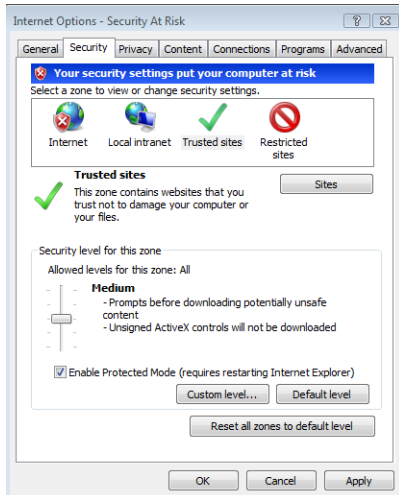 Internet Options - Security At Risk
General Security Privacy Content Connections Programs Advanced
Your security settings put your computer at risk
Select a zone to view or change security settings.
Internet Local intranet Trusted sites Restricted
sites
Trusted sites
Sites
This zone contains websites that you
trust not to damage your computer or
your files.
Security level for this zone
Allowed levels for this zone: All
Medium
- Prompts before downloading potentially unsafe
content
- Unsigned ActiveX controls will not be downloaded
Enable Protected Mode (requires restarting Internet Explorer)
Custom level... Default level
Reset all zones to default level
OK Cancel Apply